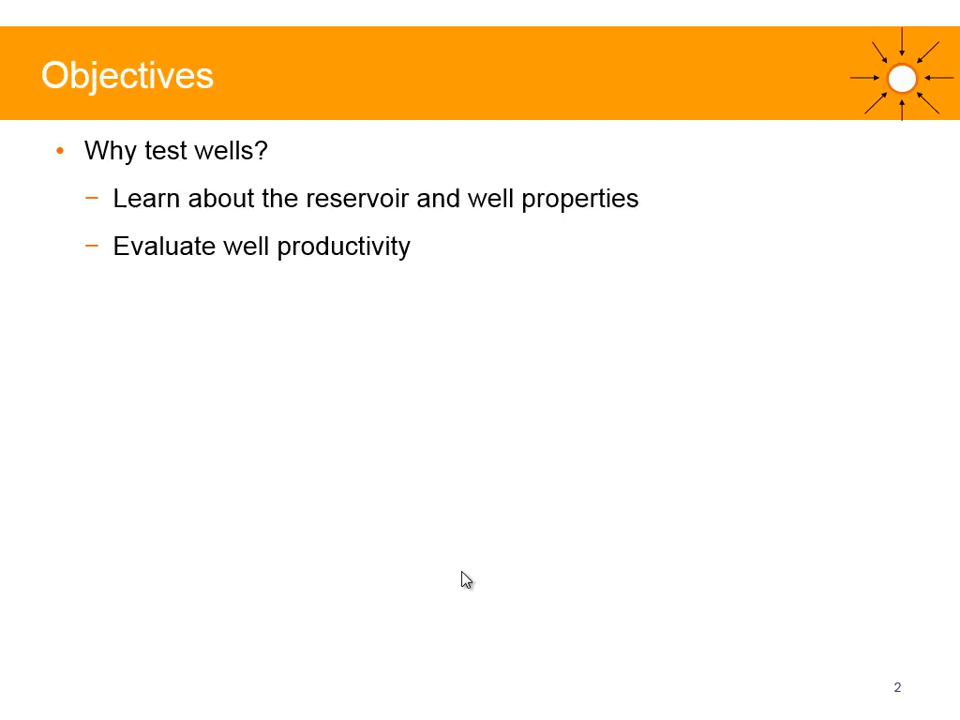 Objectives
• Why test wells?
− Learn about the reservoir and well properties
− Evaluate well productivity
2